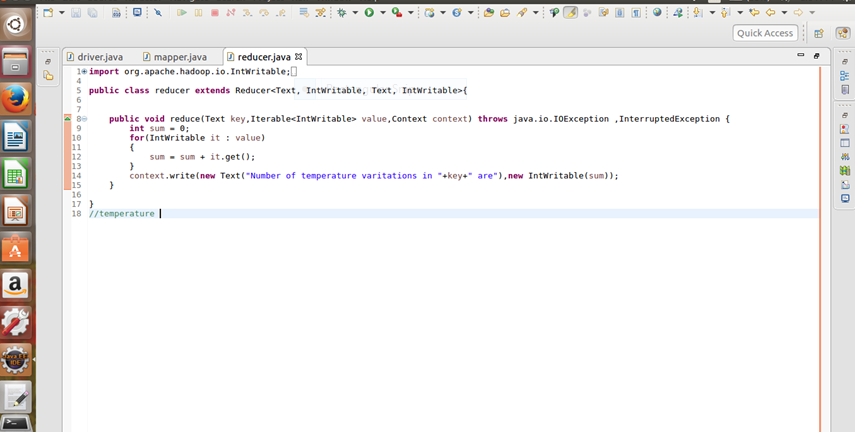 Quick Access
driver.java mapper.java reducer.java
1 import org.apache.hadoop.io.IntWritable;
4
5 public class reducer extends Reducer<Text, IntWritable, Text, IntWritable>{
6
7
8 public void reduce(Text key,Iterable<IntWritable> value,Context context) throws java.io.IOException ,InterruptedException {
9 int sum = 0;
10 for(IntWritable it : value)
11 {
12 sum = sum + it.get();
13 }
14 context.write(new Text("Number of temperature varitations in "+key+" are"),new IntWritable(sum));
15 }
16
17 }
18 //temperature